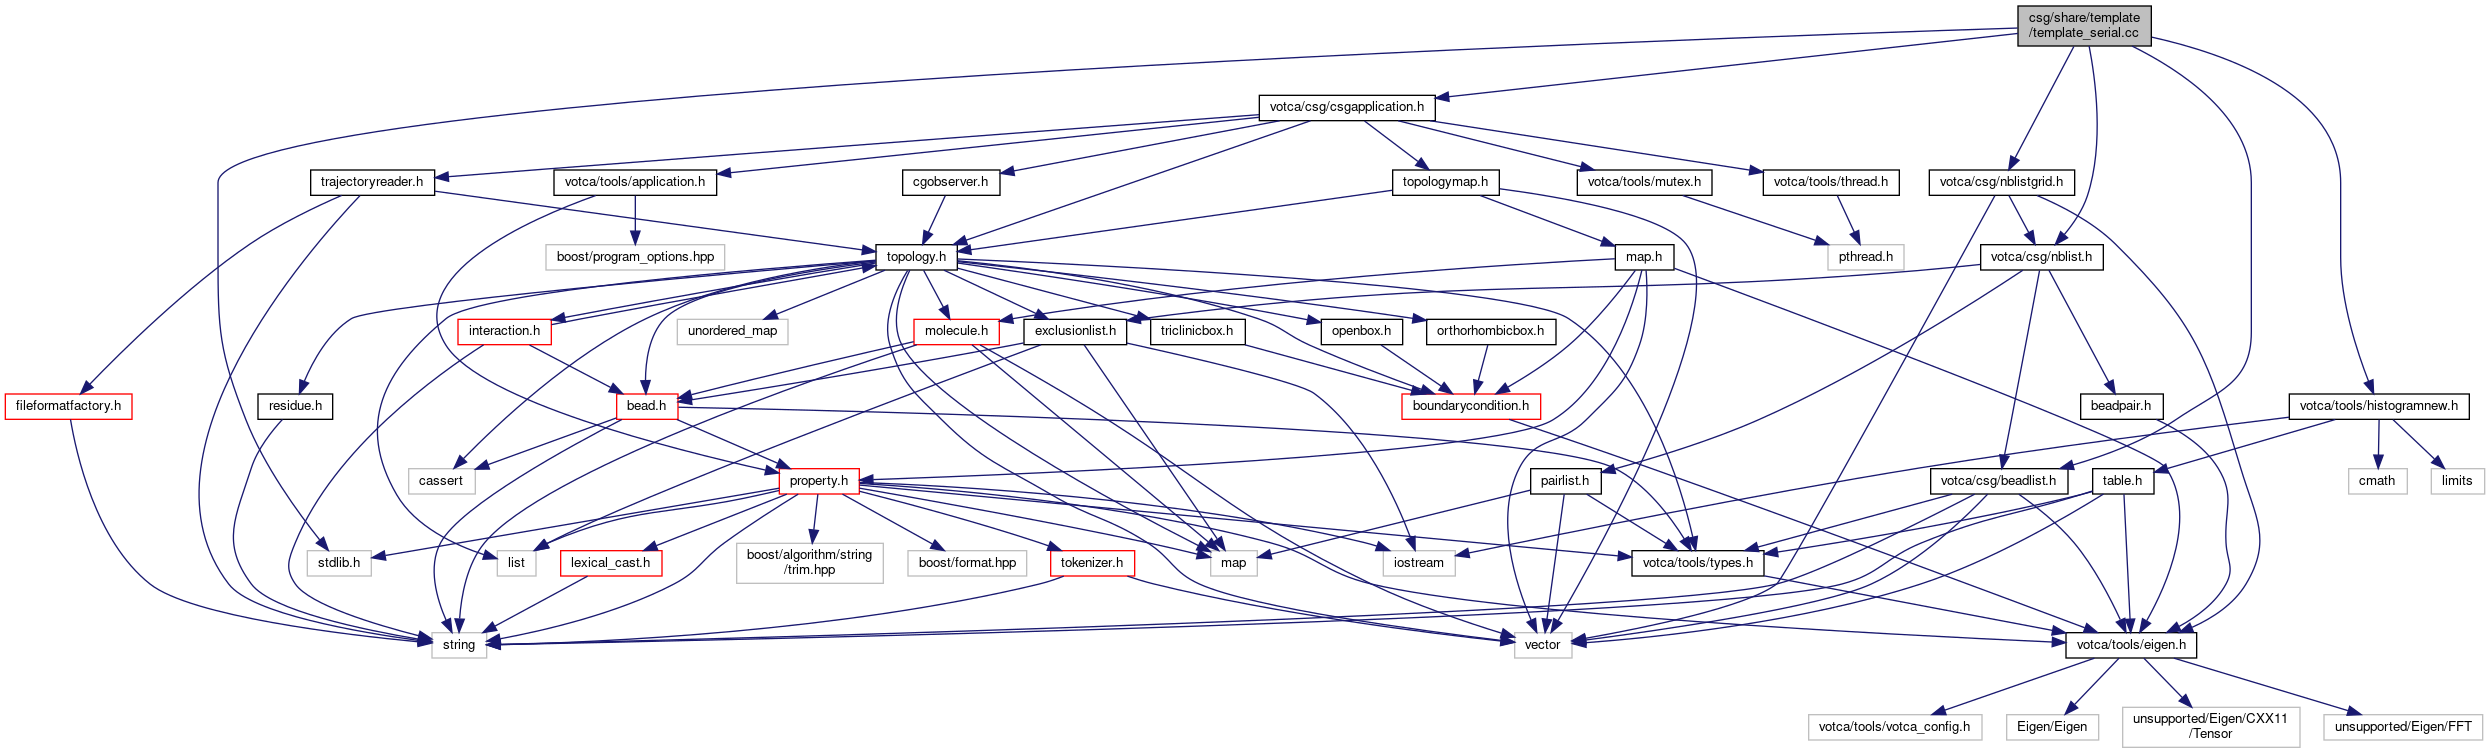 csg/share/template
/template_serial.cc
votca/csg/csgapplication.h
trajectoryreader.h
votca/tools/application.h
cgobserver.h
topologymap.h
votca/tools/mutex.h
votca/tools/thread.h
votca/csg/nblistgrid.h
boost/program_options.hpp
topology.h
map.h
pthread.h
votca/csg/nblist.h
interaction.h
unordered_map
molecule.h
exclusionlist.h
triclinicbox.h
openbox.h
orthorhombicbox.h
fileformatfactory.h
residue.h
bead.h
boundarycondition.h
beadpair.h
votca/tools/histogramnew.h
cassert
property.h
pairlist.h
votca/csg/beadlist.h
table.h
cmath
limits
stdlib.h
list
lexical_cast.h
boost/algorithm/string
/trim.hpp
boost/format.hpp
tokenizer.h
map
iostream
votca/tools/types.h
string
vector
votca/tools/eigen.h
votca/tools/votca_config.h
Eigen/Eigen
unsupported/Eigen/CXX11
/Tensor
unsupported/Eigen/FFT